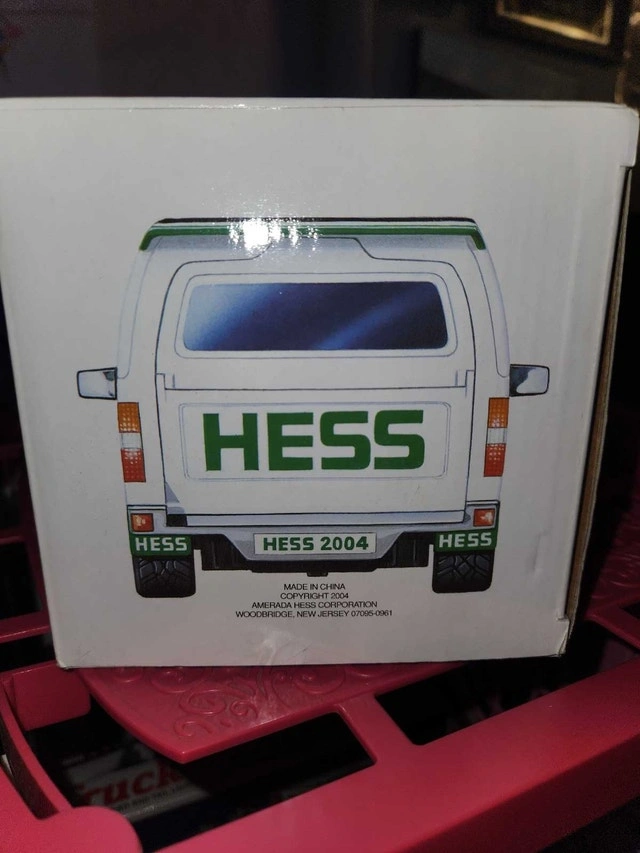 HESS
HESS
HESS 2004
HESS
MADE IN CHINA
COPYRIGHT 2004
AMERADA HESS CORPORATION
WOODBRIDGE, NEW JERSEY 07095-0961